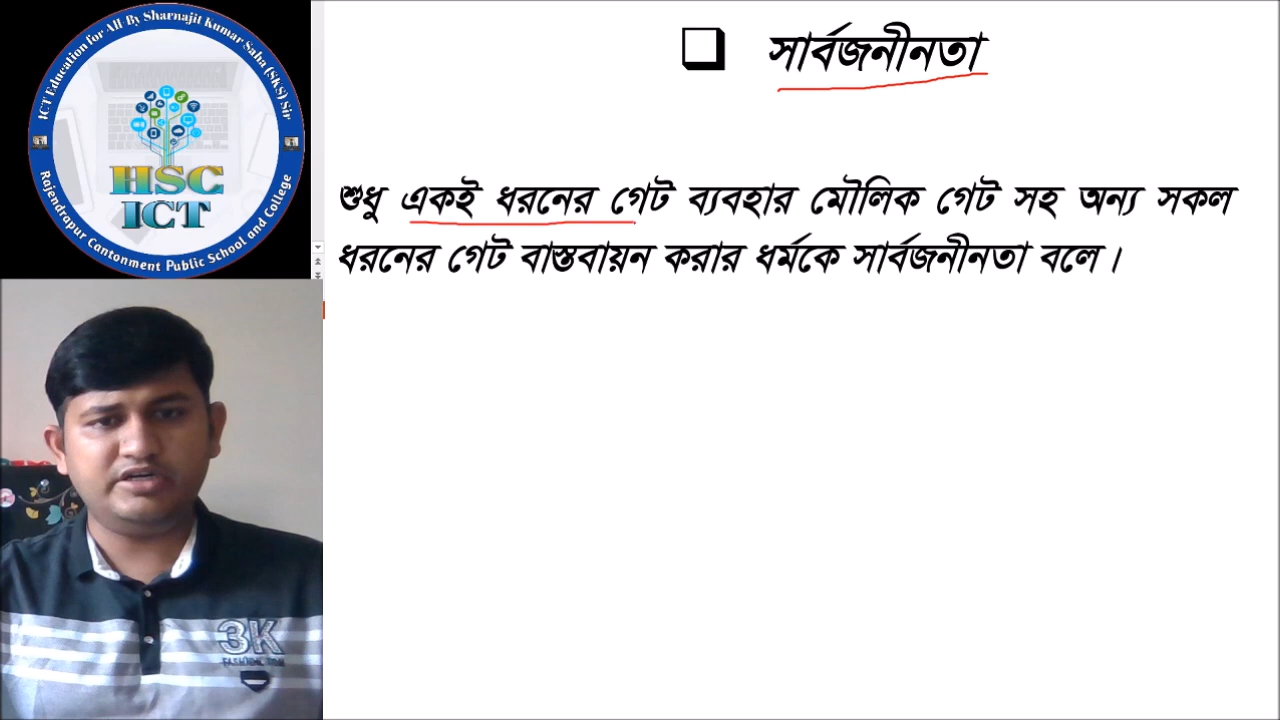 ICT Education for All-By Sharnajit Kumar Saha (SKS) Sir
HSC
ICT
Rajendrapur Cantonment Public School and College
সার্বজনীনতা
শুধু একই ধরনের গেট ব্যবহার মৌলিক গেট সহ অন্য সকল
ধরনের গেট বাস্তবায়ন করার ধর্মকে সার্বজনীনতা বলে।
3K